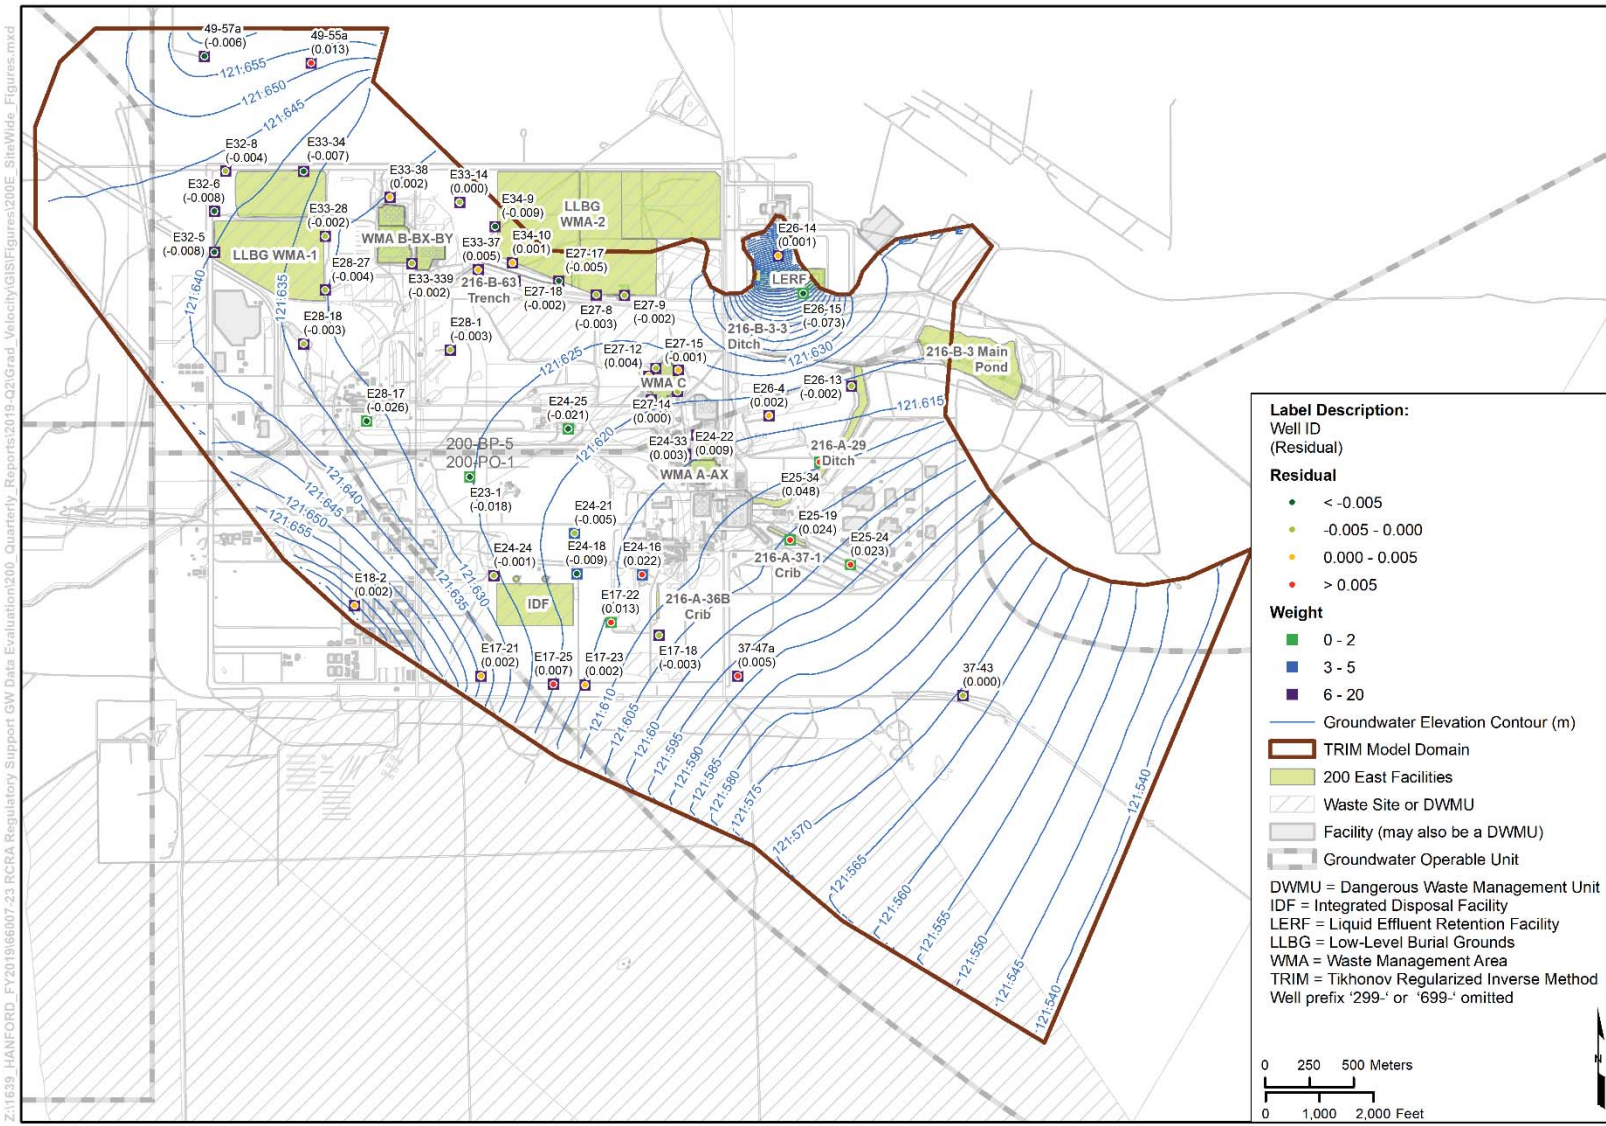 49-57a
(-0.006)
49-55a
(0.013)
121.655
121.650
121.645
E32-8
(-0.004)
E33-34
(-0.007)
E33-38
(0.002)
E33-14
(0.000)
E32-6
(-0.008)
E34-9
(-0.009)
LLBG
WMA-2
E33-28
(-0.002)
E26-14
(0.001)
E32-5
(-0.008)
WMA B-BX-BY
E33-37
(0.005)
E34-10
(0.001)
LLBG WMA-1
E28-27
(-0.004)
E33-339
(-0.002)
216-B-63
Trench
E27-17
(-0.005)
LERF
E27-18
(-0.002)
E27-8
(-0.003)
E27-9
(-0.002)
E26-15
(-0.073)
121.640
121.635
E28-18
(-0.003)
E28-1
(-0.003)
216-B-3-3
Ditch
121.625
E27-12
(0.004)
E27-15
(-0.001)
121.630
216-B-3 Main
Pond
WMA C
E28-17
(-0.026)
E24-25
(-0.021)
E27-14
(0.000)
E26-4
(0.002)
E26-13
(-0.002)
121.615
200-BP-5
200-PO-1
121.620
E24-33
(0.003)
E24-22
(0.009)
216-A-29
Ditch
WMA A-AX
E25-34
(0.048)
121.640
121.645
121.650
121.655
E23-1
(-0.018)
E24-21
(-0.005)
E25-19
(0.024)
E25-24
(0.023)
E24-24
(-0.001)
E24-18
(-0.009)
E24-16
(0.022)
216-A-37-1
Crib
E18-2
(0.002)
121.635
121.630
IDF
E17-22
(0.013)
216-A-36B
Crib
E17-21
(0.002)
E17-25
(0.007)
E17-23
(0.002)
E17-18
(-0.003)
37-47a
(0.005)
37-43
(0.000)
121.610
121.605
121.60
121.595
121.590
121.585
121.580
121.575
121.570
121.565
121.560
121.555
121.550
121.545
121.540
121.540
Label Description:
Well ID
(Residual)
Residual
< -0.005
-0.005 - 0.000
0.000 - 0.005
> 0.005
Weight
0 - 2
3 - 5
6 - 20
Groundwater Elevation Contour (m)
TRIM Model Domain
200 East Facilities
Waste Site or DWMU
Facility (may also be a DWMU)
Groundwater Operable Unit
DWMU = Dangerous Waste Management Unit
IDF = Integrated Disposal Facility
LERF = Liquid Effluent Retention Facility
LLBG = Low-Level Burial Grounds
WMA = Waste Management Area
TRIM = Tikhonov Regularized Inverse Method
Well prefix '299-' or '699-' omitted
0 250 500 Meters
0 1,000 2,000 Feet
N
Z:\1639_HANFORD_FY2019\66007-23 RCRA Regulatory Support GW Data Evaluation\200_Quarterly_Reports\2019-Q2\Grad_Velocity\GIS\Figures\200E_SiteWide_Figures.mxd